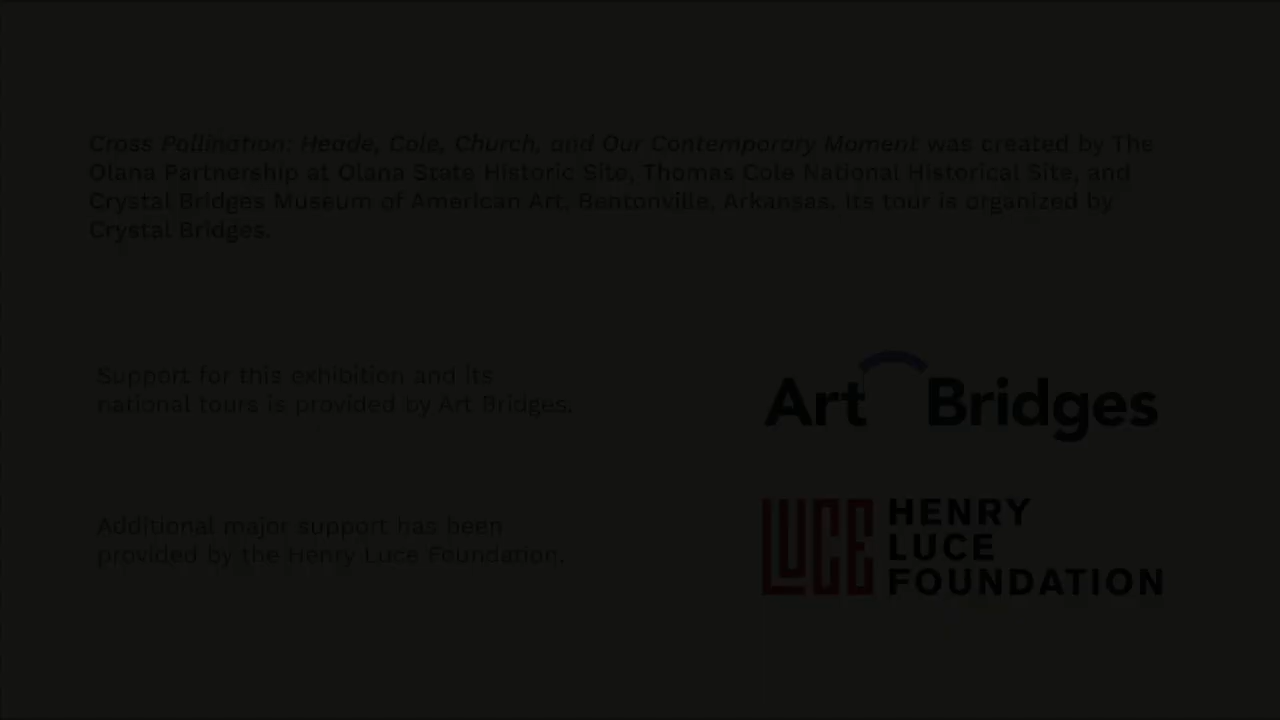 Cross Pollination: Heade, Cole, Church, and Our Contemporary Moment was created by The
Olana Partnership at Olana State Historic Site, Thomas Cole National Historical Site, and
Crystal Bridges Museum of American Art, Bentonville, Arkansas. Its tour is organized by
Crystal Bridges.
Support for this exhibition and its
national tours is provided by Art Bridges.
Art Bridges
Additional major support has been
provided by the Henry Luce Foundation.
LUCE
HENRY
LUCE
FOUNDATION